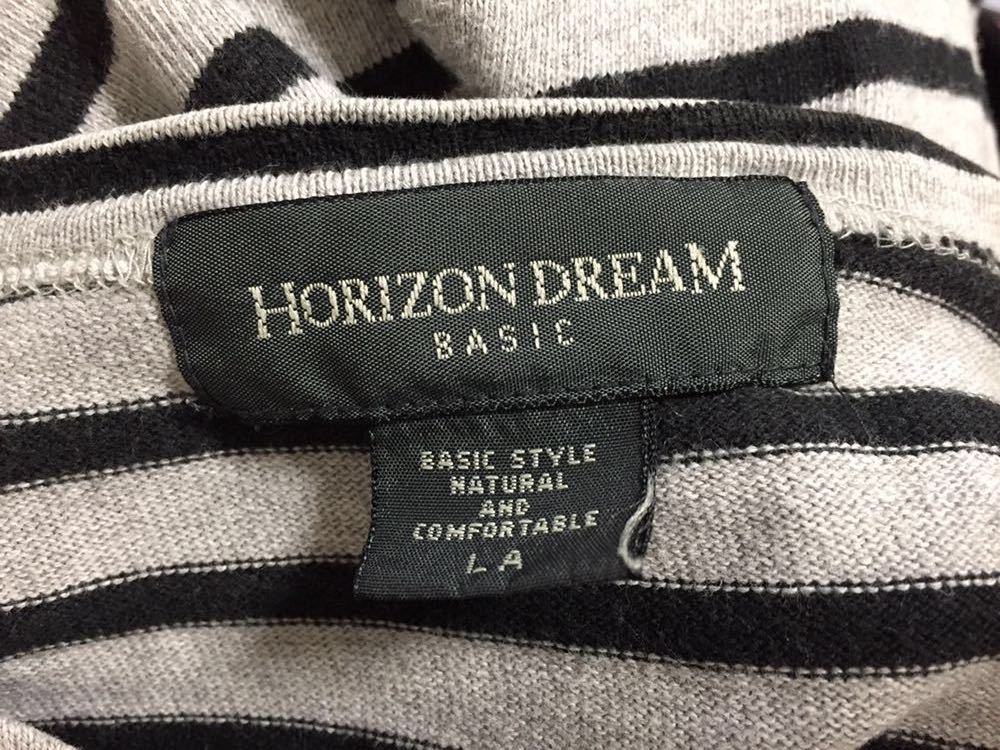 HORIZON DREAM
BASIC
BASIC STYLE
NATURAL
AND
COMFORTABLE
LA